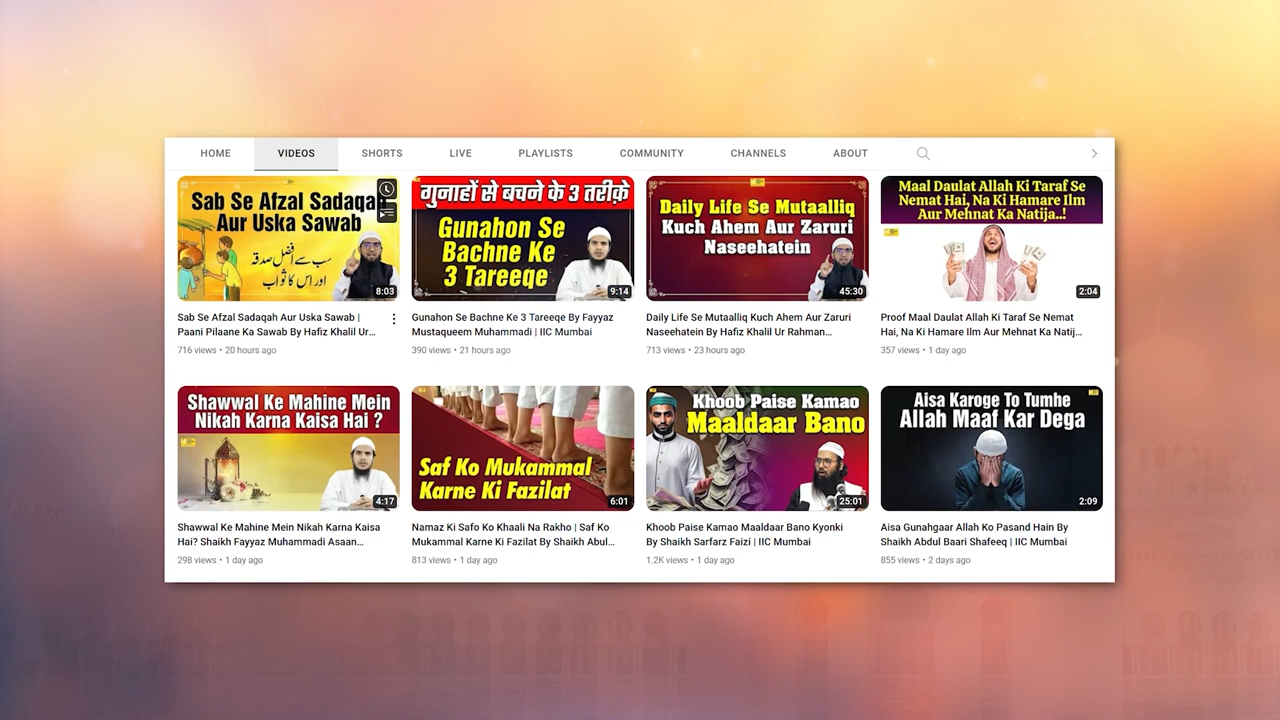 HOME VIDEOS SHORTS LIVE PLAYLISTS COMMUNITY CHANNELS ABOUT
Sab Se Afzal Sadaqah
Aur Uska Sawab
سب سے افضل صدقہ
اور اس کا ثواب
8:03
Sab Se Afzal Sadaqah Aur Uska Sawab |
Paani Pilaane Ka Sawab By Hafiz Khalil Ur...
716 views • 20 hours ago
गुनाहों से बचने के 3 तरीक़े
Gunahon Se
Bachne Ke
3 Tareeqe
9:14
Gunahon Se Bachne Ke 3 Tareeqe By Fayyaz
Mustaqueem Muhammadi | IIC Mumbai
390 views • 21 hours ago
Daily Life Se Mutaalliq
Kuch Ahem Aur Zaruri
Naseehatein
45:30
Daily Life Se Mutaalliq Kuch Ahem Aur Zaruri
Naseehatein By Hafiz Khalil Ur Rahman...
713 views • 23 hours ago
Maal Daulat Allah Ki Taraf Se
Nemat Hai, Na Ki Hamare Ilm
Aur Mehnat Ka Natija..!
2:04
Proof Maal Daulat Allah Ki Taraf Se Nemat
Hai, Na Ki Hamare Ilm Aur Mehnat Ka Natij...
357 views • 1 day ago
Shawwal Ke Mahine Mein
Nikah Karna Kaisa Hai ?
4:17
Shawwal Ke Mahine Mein Nikah Karna Kaisa
Hai? Shaikh Fayyaz Muhammadi Asaan...
298 views • 1 day ago
Saf Ko Mukammal
Karne Ki Fazilat
6:01
Namaz Ki Safo Ko Khaali Na Rakho | Saf Ko
Mukammal Karne Ki Fazilat By Shaikh Abul...
813 views • 1 day ago
Khoob Paise Kamao
Maaldaar Bano
25:01
Khoob Paise Kamao Maaldaar Bano Kyonki
By Shaikh Sarfarz Faizi | IIC Mumbai
1.2K views • 1 day ago
Aisa Karoge To Tumhe
Allah Maaf Kar Dega
2:09
Aisa Gunahgaar Allah Ko Pasand Hain By
Shaikh Abdul Baari Shafeeq | IIC Mumbai
855 views • 2 days ago